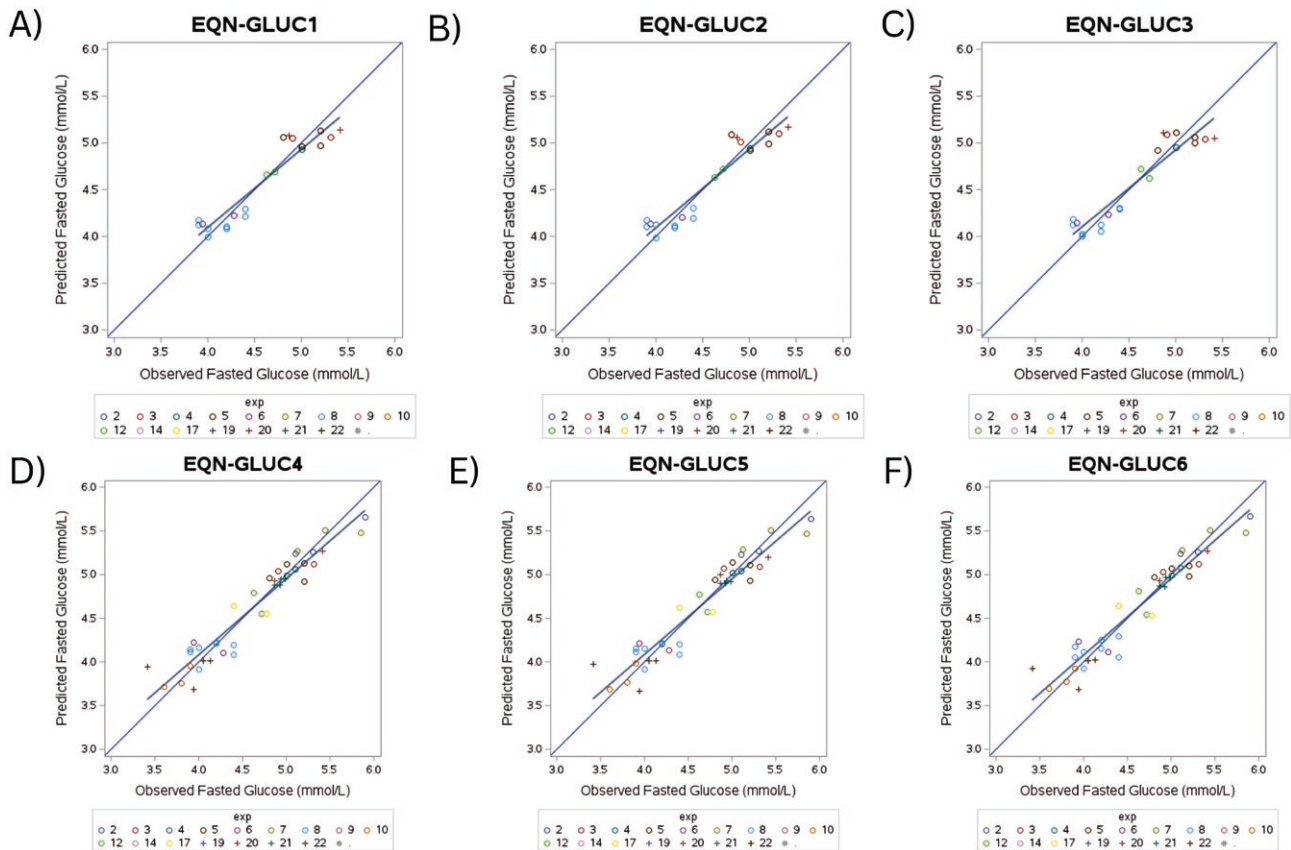 A)
EQN-GLUC1
Predicted Fasted Glucose (mmol/L)
6.0
5.5
5.0
4.5
4.0
3.5
3.0
3.0 3.5 4.0 4.5 5.0 5.5 6.0
Observed Fasted Glucose (mmol/L)
exp
2 3 4 5 6 7 8 9 10
12 14 17 19 20 21 22 .
B)
EQN-GLUC2
Predicted Fasted Glucose (mmol/L)
6.0
5.5
5.0
4.5
4.0
3.5
3.0
3.0 3.5 4.0 4.5 5.0 5.5 6.0
Observed Fasted Glucose (mmol/L)
exp
2 3 4 5 6 7 8 9 10
12 14 17 19 20 21 22 .
C)
EQN-GLUC3
Predicted Fasted Glucose (mmol/L)
6.0
5.5
5.0
4.5
4.0
3.5
3.0
3.0 3.5 4.0 4.5 5.0 5.5 6.0
Observed Fasted Glucose (mmol/L)
exp
2 3 4 5 6 7 8 9 10
12 14 17 19 20 21 22 .
D)
EQN-GLUC4
Predicted Fasted Glucose (mmol/L)
6.0
5.5
5.0
4.5
4.0
3.5
3.0
3.0 3.5 4.0 4.5 5.0 5.5 6.0
Observed Fasted Glucose (mmol/L)
exp
2 3 4 5 6 7 8 9 10
12 14 17 19 20 21 22 .
E)
EQN-GLUC5
Predicted Fasted Glucose (mmol/L)
6.0
5.5
5.0
4.5
4.0
3.5
3.0
3.0 3.5 4.0 4.5 5.0 5.5 6.0
Observed Fasted Glucose (mmol/L)
exp
2 3 4 5 6 7 8 9 10
12 14 17 19 20 21 22 .
F)
EQN-GLUC6
Predicted Fasted Glucose (mmol/L)
6.0
5.5
5.0
4.5
4.0
3.5
3.0
3.0 3.5 4.0 4.5 5.0 5.5 6.0
Observed Fasted Glucose (mmol/L)
exp
2 3 4 5 6 7 8 9 10
12 14 17 19 20 21 22 .